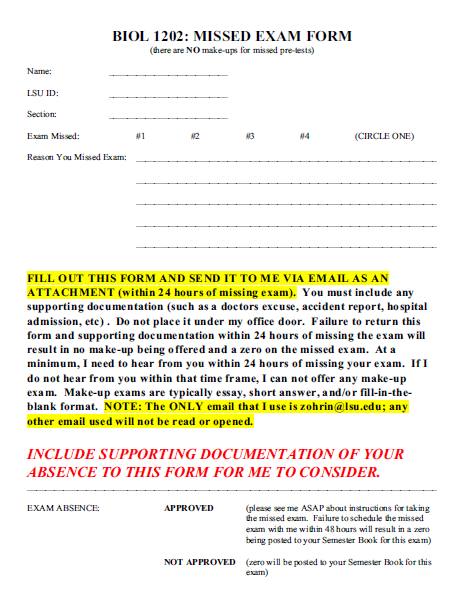 BIOL 1202: MISSED EXAM FORM
(there are NO make-ups for missed pre-tests)
Name:
LSU ID:
Section:
Exam Missed: #1 #2 #3 #4 (CIRCLE ONE)
Reason You Missed Exam:
FILL OUT THIS FORM AND SEND IT TO ME VIA EMAIL AS AN
ATTACHMENT (within 24 hours of missing exam). You must include any
supporting documentation (such as a doctors excuse, accident report, hospital
admission, etc) . Do not place it under my office door. Failure to return this
form and supporting documentation within 24 hours of missing the exam will
result in no make-up being offered and a zero on the missed exam. At a
minimum, I need to hear from you within 24 hours of missing your exam. If I
do not hear from you within that time frame, I can not offer any make-up
exam. Make-up exams are typically essay, short answer, and/or fill-in-the-
blank format. NOTE: The ONLY email that I use is zohrin@lsu.edu; any
other email used will not be read or opened.
INCLUDE SUPPORTING DOCUMENTATION OF YOUR
ABSENCE TO THIS FORM FOR ME TO CONSIDER.
EXAM ABSENCE: APPROVED (please see me ASAP about instructions for taking
the missed exam. Failure to schedule the missed
exam with me within 48 hours will result in a zero
being posted to your Semester Book for this exam)
NOT APPROVED (zero will be posted to your Semester Book for this
exam)